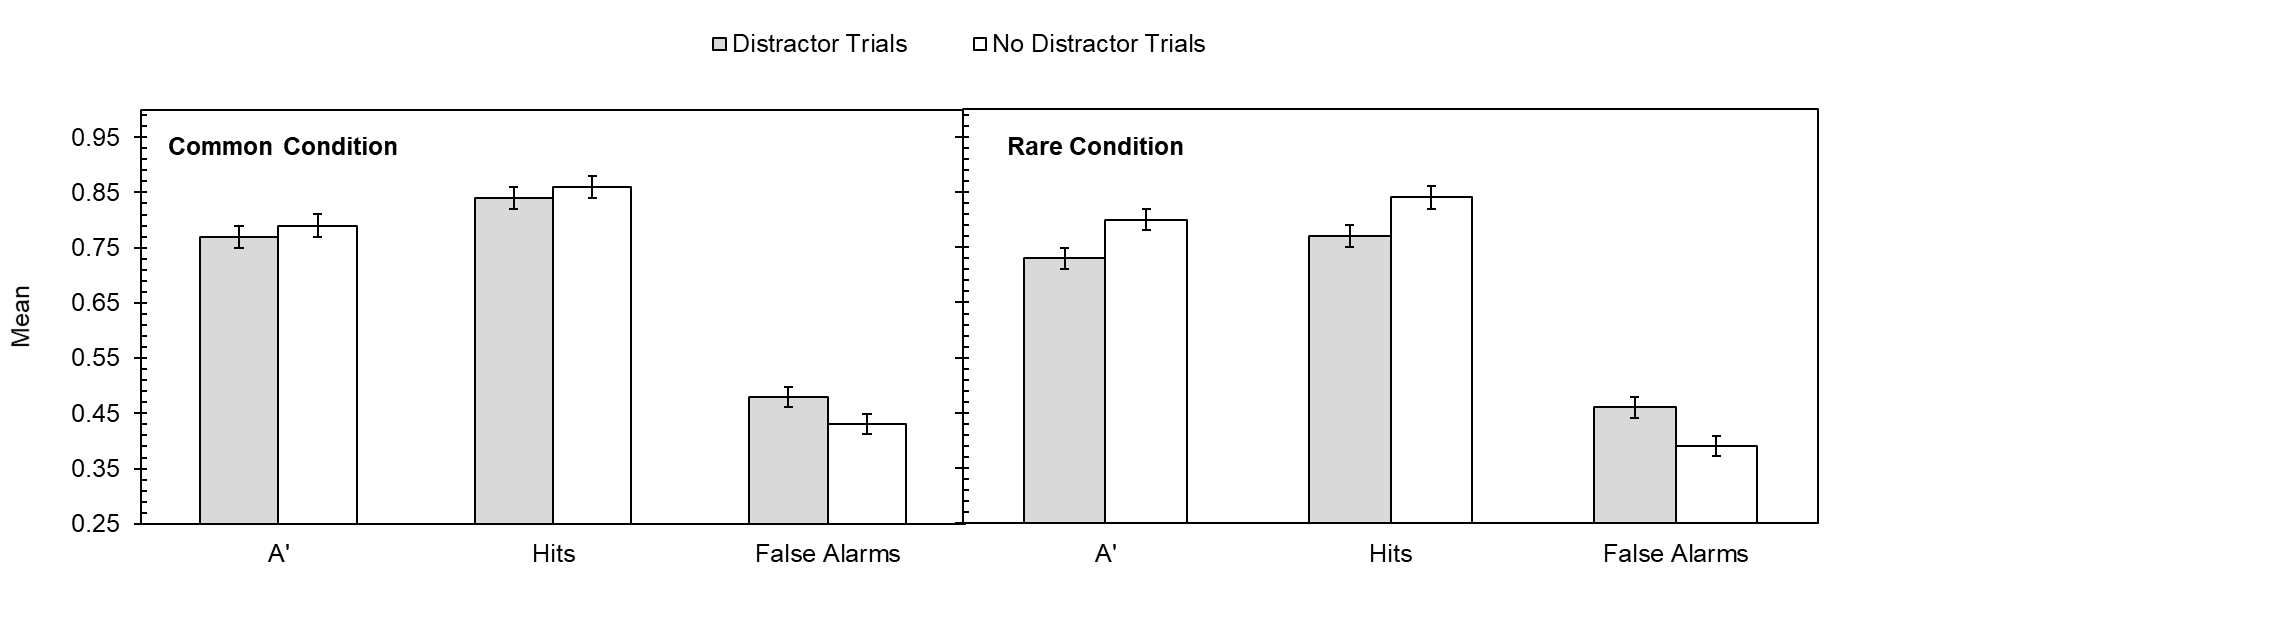 Distractor Trials No Distractor Trials
Common Condition
Rare Condition
Mean
0.95
0.85
0.75
0.65
0.55
0.45
0.35
0.25
A' Hits False Alarms A' Hits False Alarms